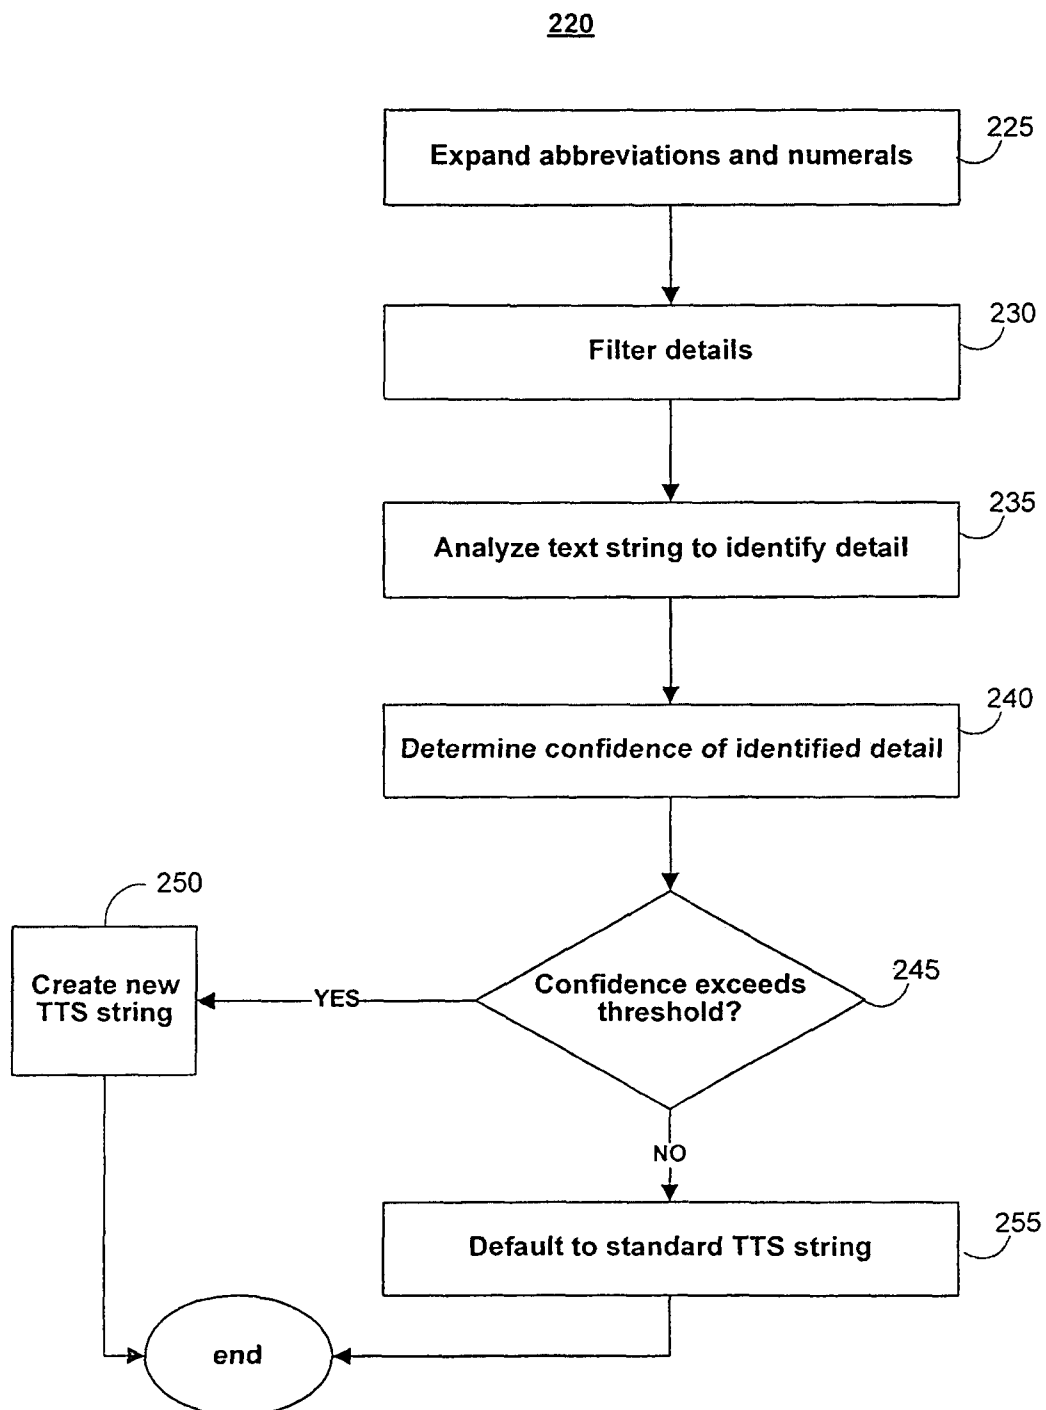 220
225
Expand abbreviations and numerals
230
Filter details
235
Analyze text string to identify detail
240
Determine confidence of identified detail
250
Create new
TTS string
YES
Confidence exceeds
threshold?
245
NO
Default to standard TTS string
255
end